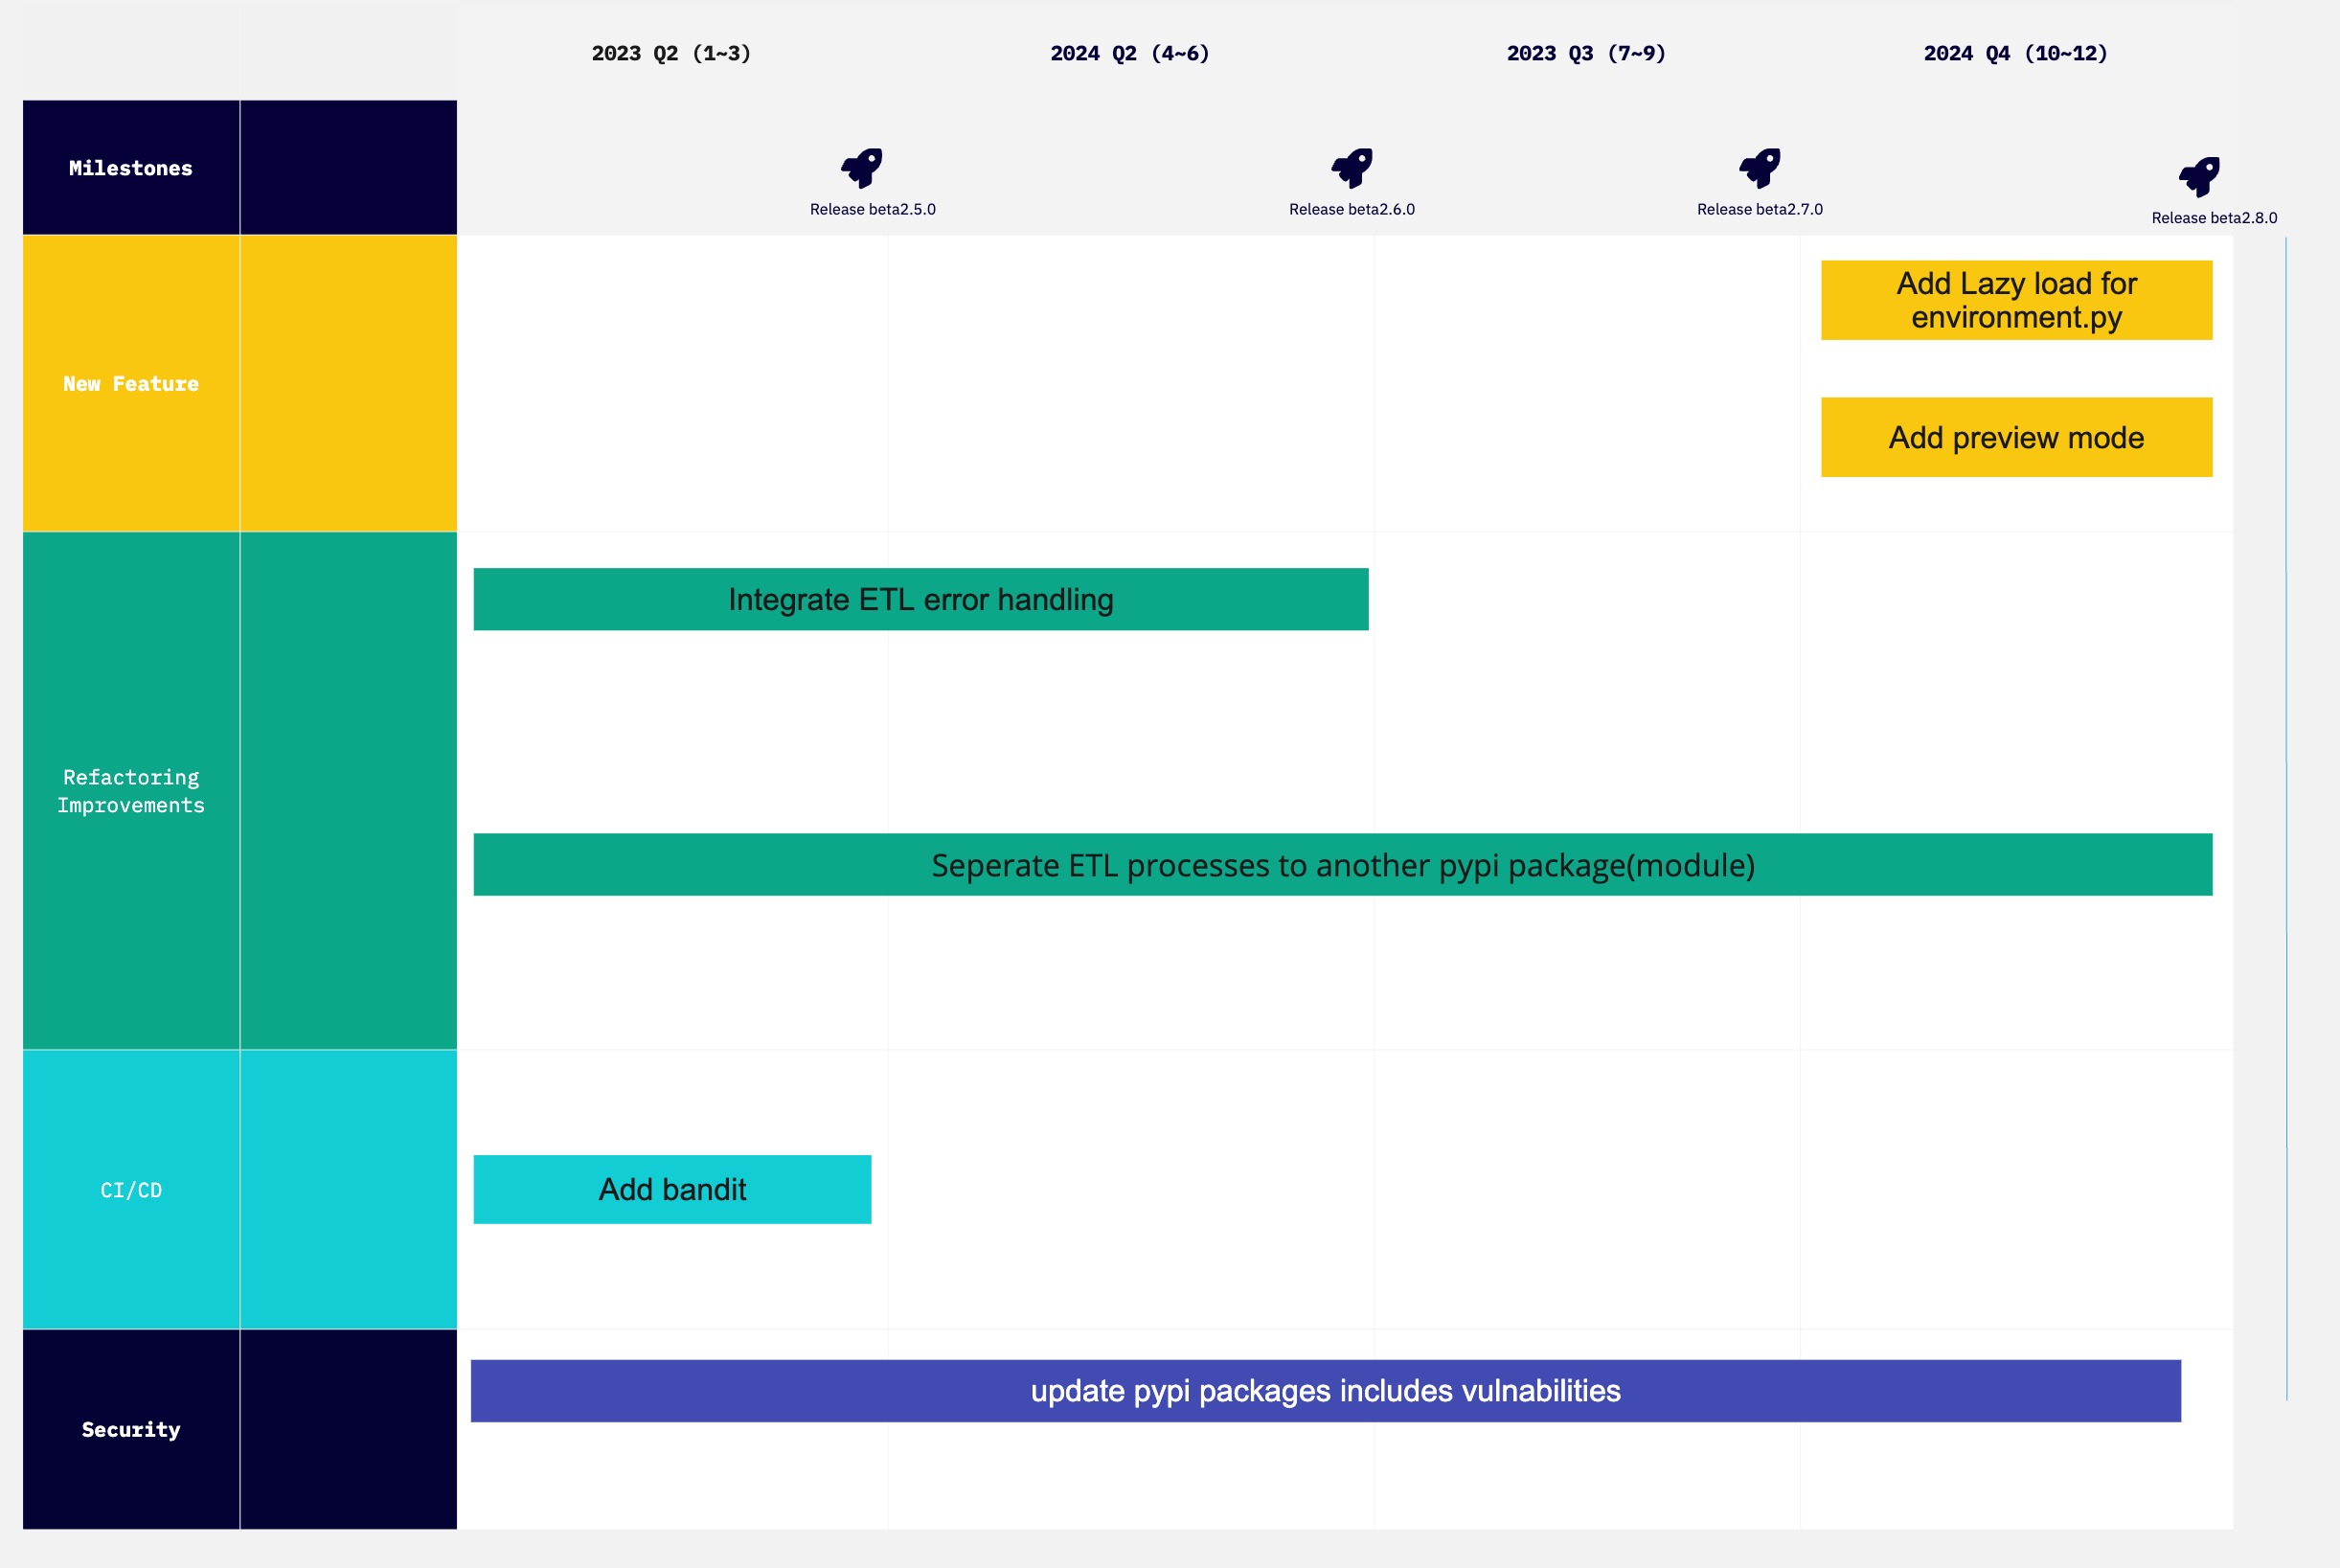 2023 Q2 (1~3)
2024 Q2 (4~6)
2023 Q3 (7~9)
2024 Q4 (10~12)
Milestones
Release beta2.5.0
Release beta2.6.0
Release beta2.7.0
Release beta2.8.0
New Feature
Add Lazy load for
environment.py
Add preview mode
Refactoring
Improvements
Integrate ETL error handling
Seperate ETL processes to another pypi package(module)
CI/CD
Add bandit
Security
update pypi packages includes vulnabilities